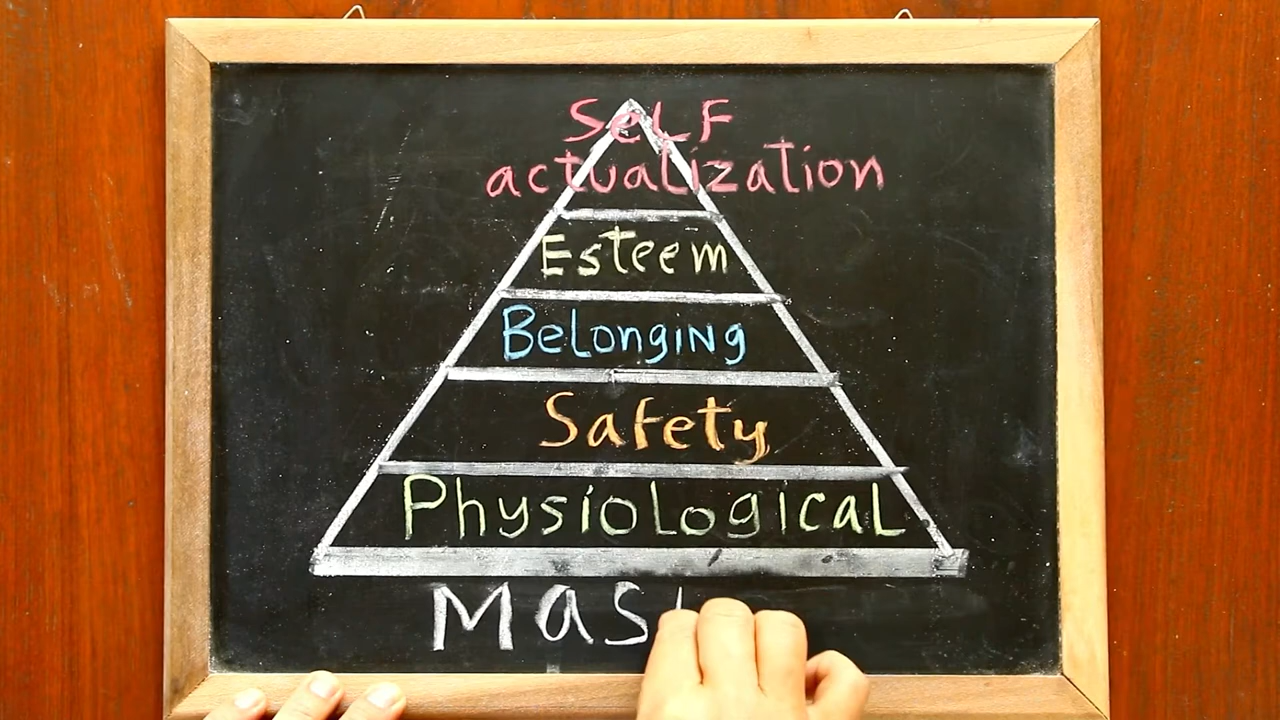 SeLF
actuaLization
Esteem
BeLongiNg
Safety
PhysioLogicaL
MaS